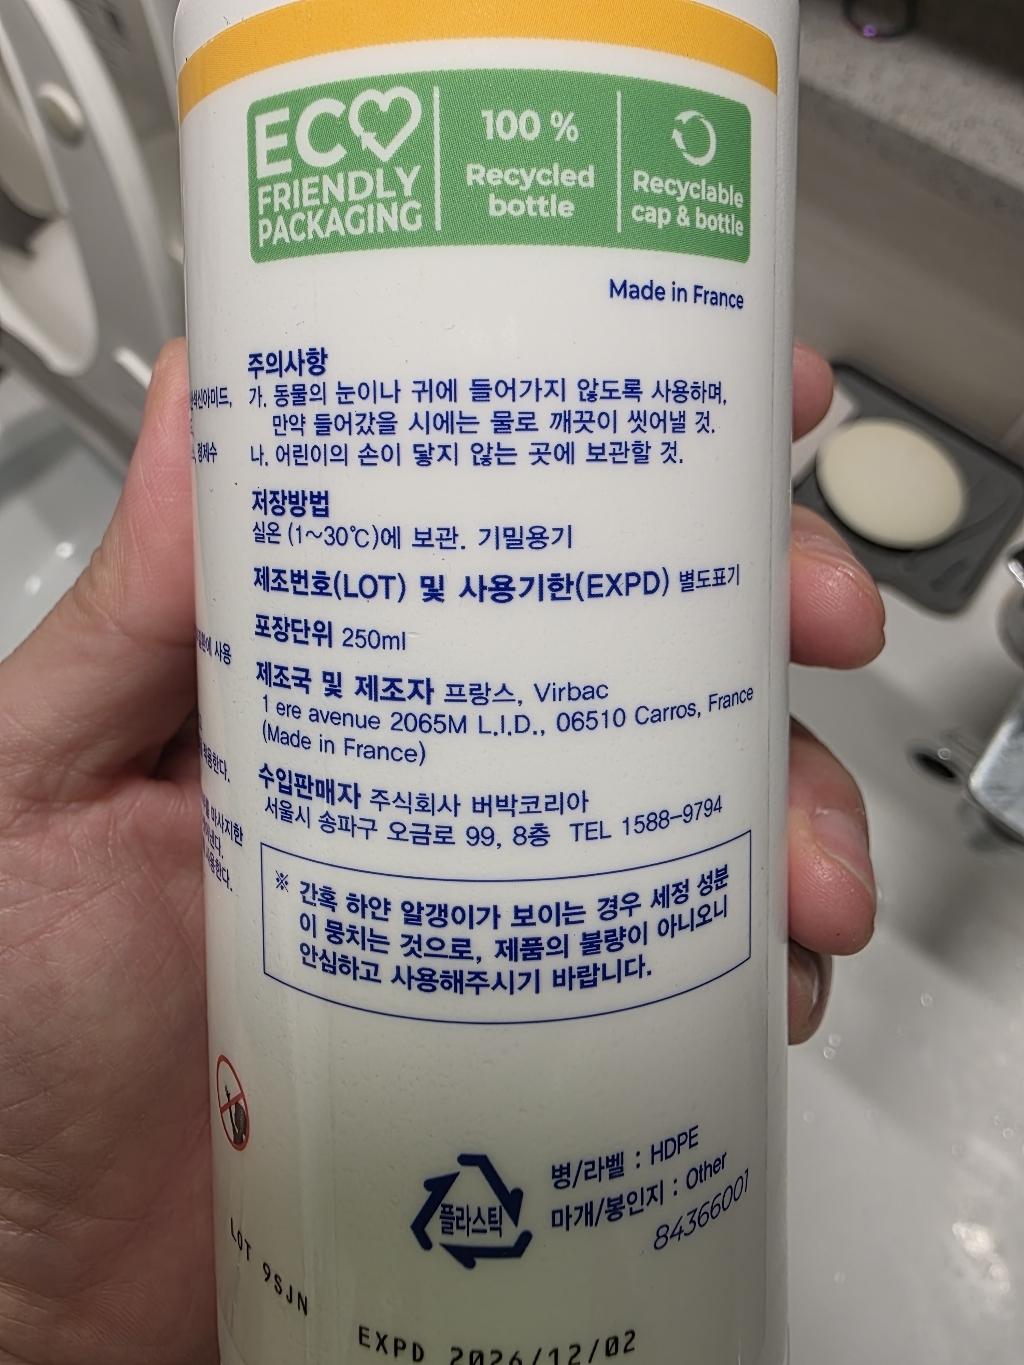 ECO
FRIENDLY
PACKAGING
100 %
Recycled
bottle
Recyclable
cap & bottle
Made in France
주의사항
가. 동물의 눈이나 귀에 들어가지 않도록 사용하며,
만약 들어갔을 시에는 물로 깨끗이 씻어낼 것.
나. 어린이의 손이 닿지 않는 곳에 보관할 것.
저장방법
실온 (1~30℃)에 보관. 기밀용기
제조번호(LOT) 및 사용기한(EXPD) 별도표기
포장단위 250ml
제조국 및 제조자 프랑스, Virbac
1 ere avenue 2065M L.I.D., 06510 Carros, France
(Made in France)
수입판매자 주식회사 버박코리아
서울시 송파구 오금로 99, 8층 TEL 1588-9794
※ 간혹 하얀 알갱이가 보이는 경우 세정 성분
이 뭉치는 것으로, 제품의 불량이 아니오니
안심하고 사용해주시기 바랍니다.
정제수
사용
마사지한
플라스틱
병/라벨 : HDPE
마개/봉인지 : Other
84366001
LOT 9SJN
EXPD 2026/12/02